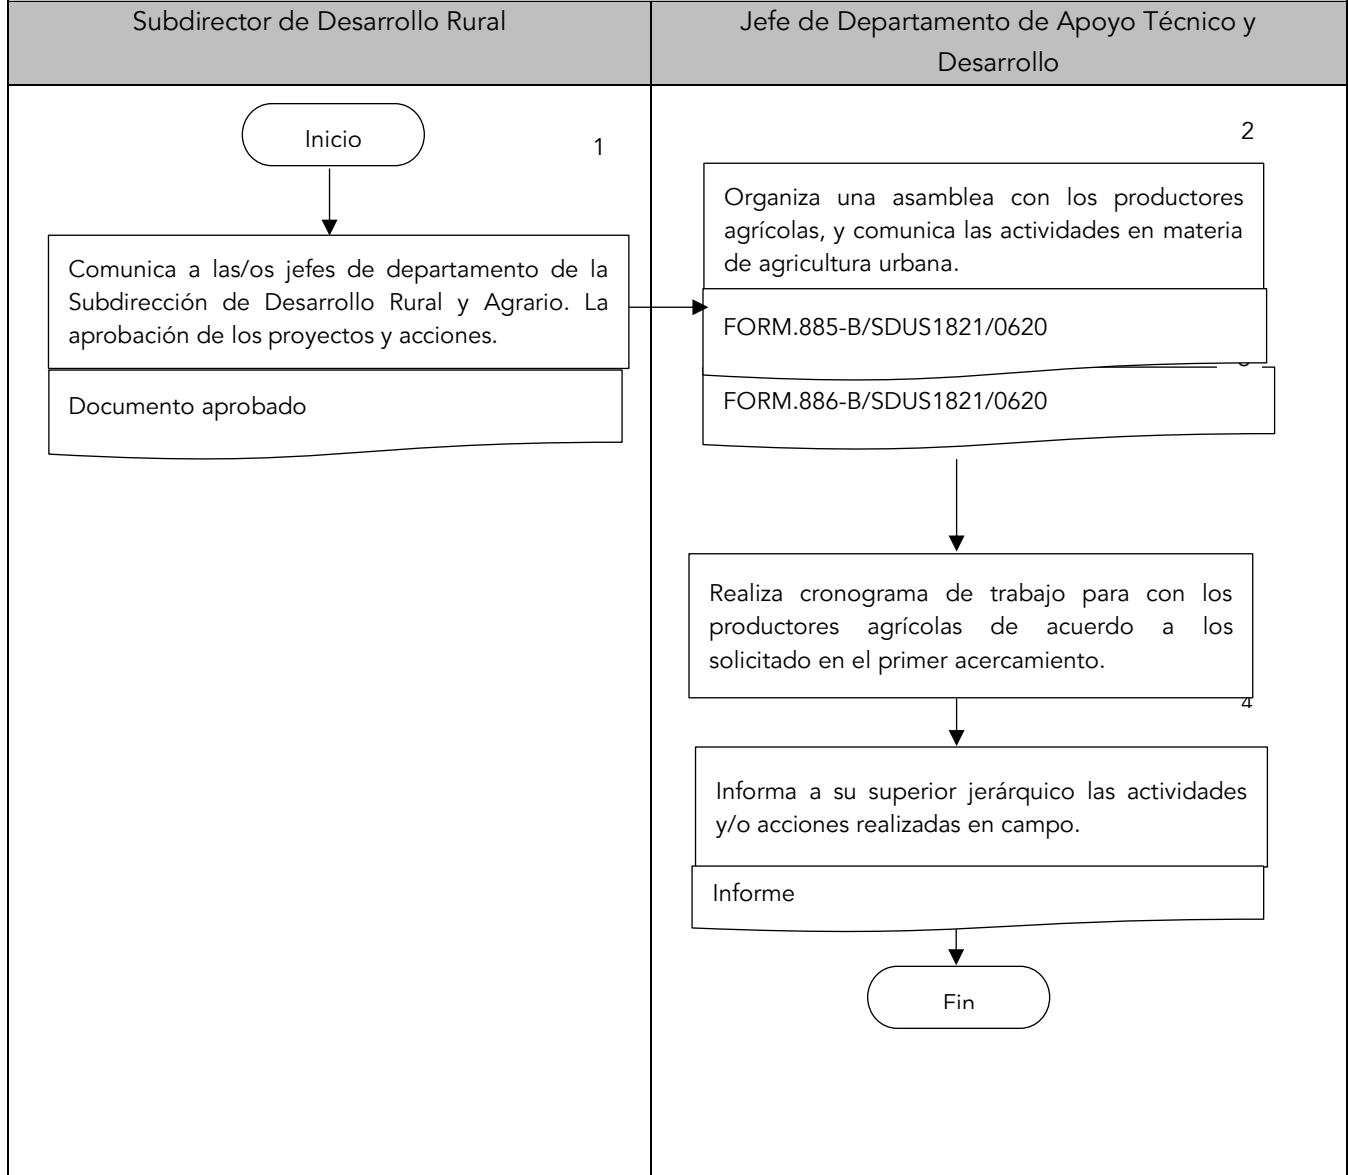 Subdirector de Desarrollo Rural
Jefe de Departamento de Apoyo Técnico y
Desarrollo
Inicio
1
Comunica a las/os jefes de departamento de la
Subdirección de Desarrollo Rural y Agrario. La
aprobación de los proyectos y acciones.
Documento aprobado
2
Organiza una asamblea con los productores
agrícolas, y comunica las actividades en materia
de agricultura urbana.
FORM.885-B/SDUS1821/0620
FORM.886-B/SDUS1821/0620
Realiza cronograma de trabajo para con los
productores agrícolas de acuerdo a los
solicitado en el primer acercamiento.
4
Informa a su superior jerárquico las actividades
y/o acciones realizadas en campo.
Informe
Fin